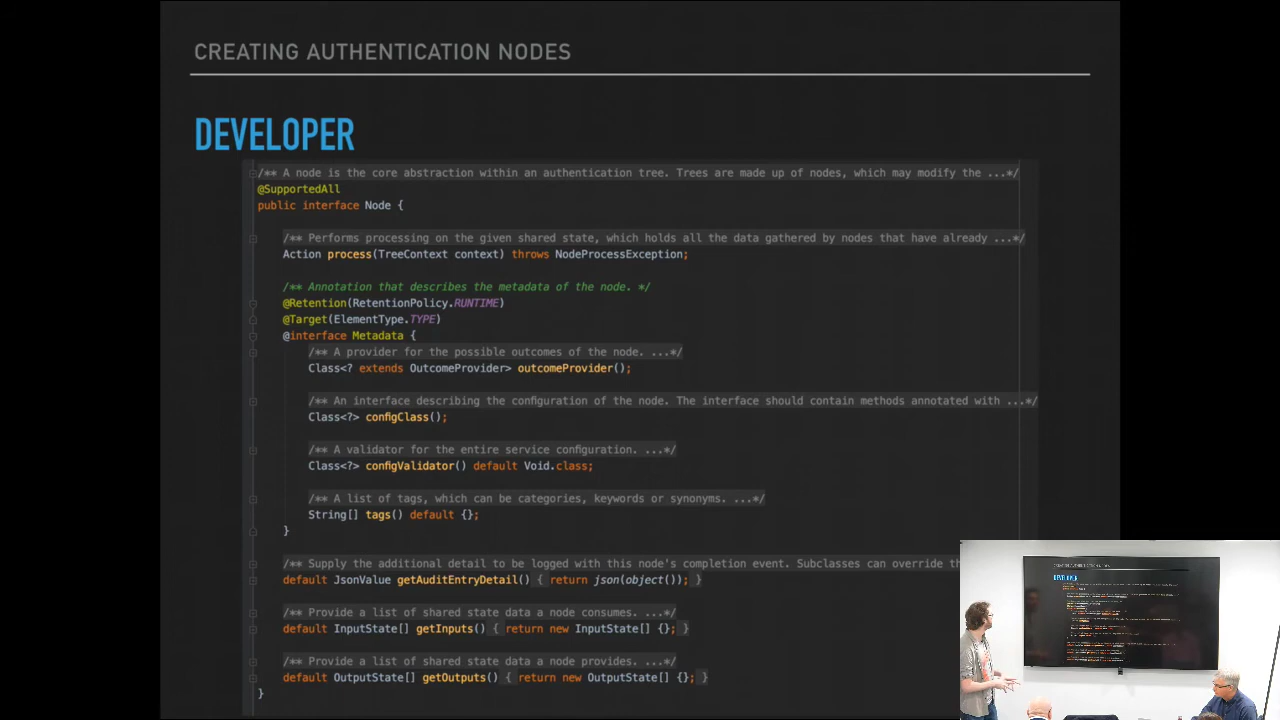 CREATING AUTHENTICATION NODES
DEVELOPER
/** A node is the core abstraction within an authentication tree. Trees are made up of nodes, which may modify the ...*/
@SupportedAll
public interface Node {
/** Performs processing on the given shared state, which holds all the data gathered by nodes that have already ...*/
Action process(TreeContext context) throws NodeProcessException;
/** Annotation that describes the metadata of the node. */
@Retention(RetentionPolicy.RUNTIME)
@Target(ElementType.TYPE)
@interface Metadata {
/** A provider for the possible outcomes of the node. ...*/
Class<? extends OutcomeProvider> outcomeProvider();
/** An interface describing the configuration of the node. The interface should contain methods annotated with ...*/
Class<?> configClass();
/** A validator for the entire service configuration. ...*/
Class<?> configValidator() default Void.class;
/** A list of tags, which can be categories, keywords or synonyms. ...*/
String[] tags() default {};
}
/** Supply the additional detail to be logged with this node's completion event. Subclasses can override th
default JsonValue getAuditEntryDetail() { return json(object()); }
/** Provide a list of shared state data a node consumes. ...*/
default InputState[] getInputs() { return new InputState[] {}; }
/** Provide a list of shared state data a node provides. ...*/
default OutputState[] getOutputs() { return new OutputState[] {}; }
}
CREATING AUTHENTICATION NODES
DEVELOPER